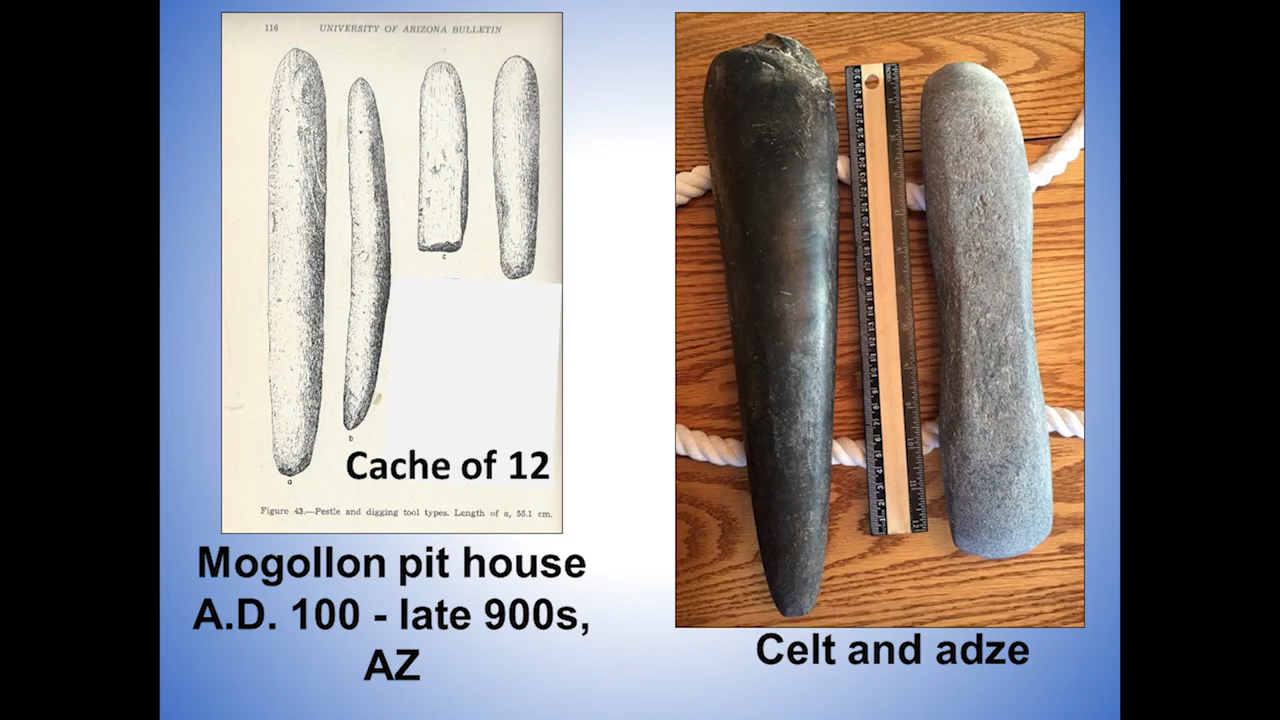 116 UNIVERSITY OF ARIZONA BULLETIN
a
b
c
Cache of 12
Figure 43.—Pestle and digging tool types. Length of a, 55.1 cm.
Mogollon pit house
A.D. 100 - late 900s,
AZ
Celt and adze